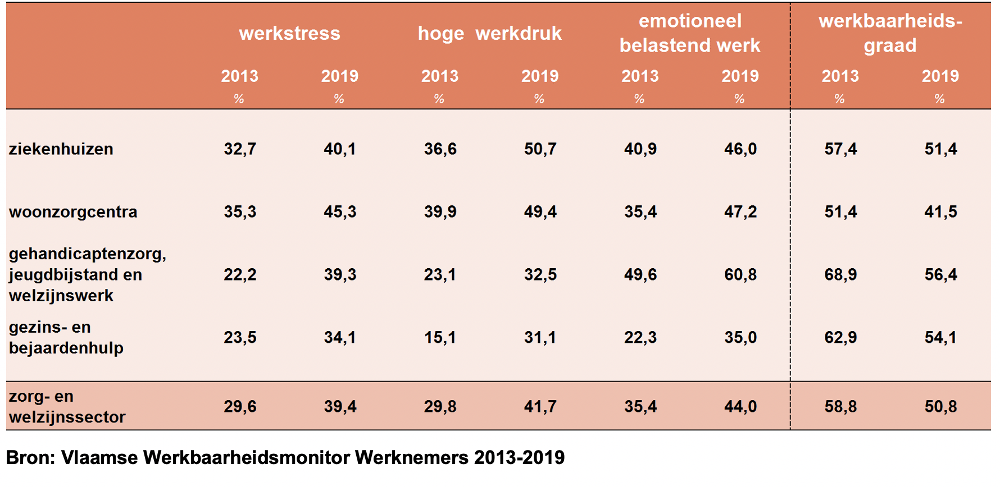 werkstress hoge werkdruk emotioneel belastend werk werkbaarheids-graad
2013 2019 2013 2019 2013 2019 2013 2019
% % % % % % % %
ziekenhuizen 32,7 40,1 36,6 50,7 40,9 46,0 57,4 51,4
woonzorgcentra 35,3 45,3 39,9 49,4 35,4 47,2 51,4 41,5
gehandicaptenzorg,
jeugdbijstand en 22,2 39,3 23,1 32,5 49,6 60,8 68,9 56,4
welzijnswerk
gezins- en
bejaardenhulp 23,5 34,1 15,1 31,1 22,3 35,0 62,9 54,1
zorg- en
welzijnssector 29,6 39,4 29,8 41,7 35,4 44,0 58,8 50,8
Bron: Vlaamse Werkbaarheidsmonitor Werknemers 2013-2019